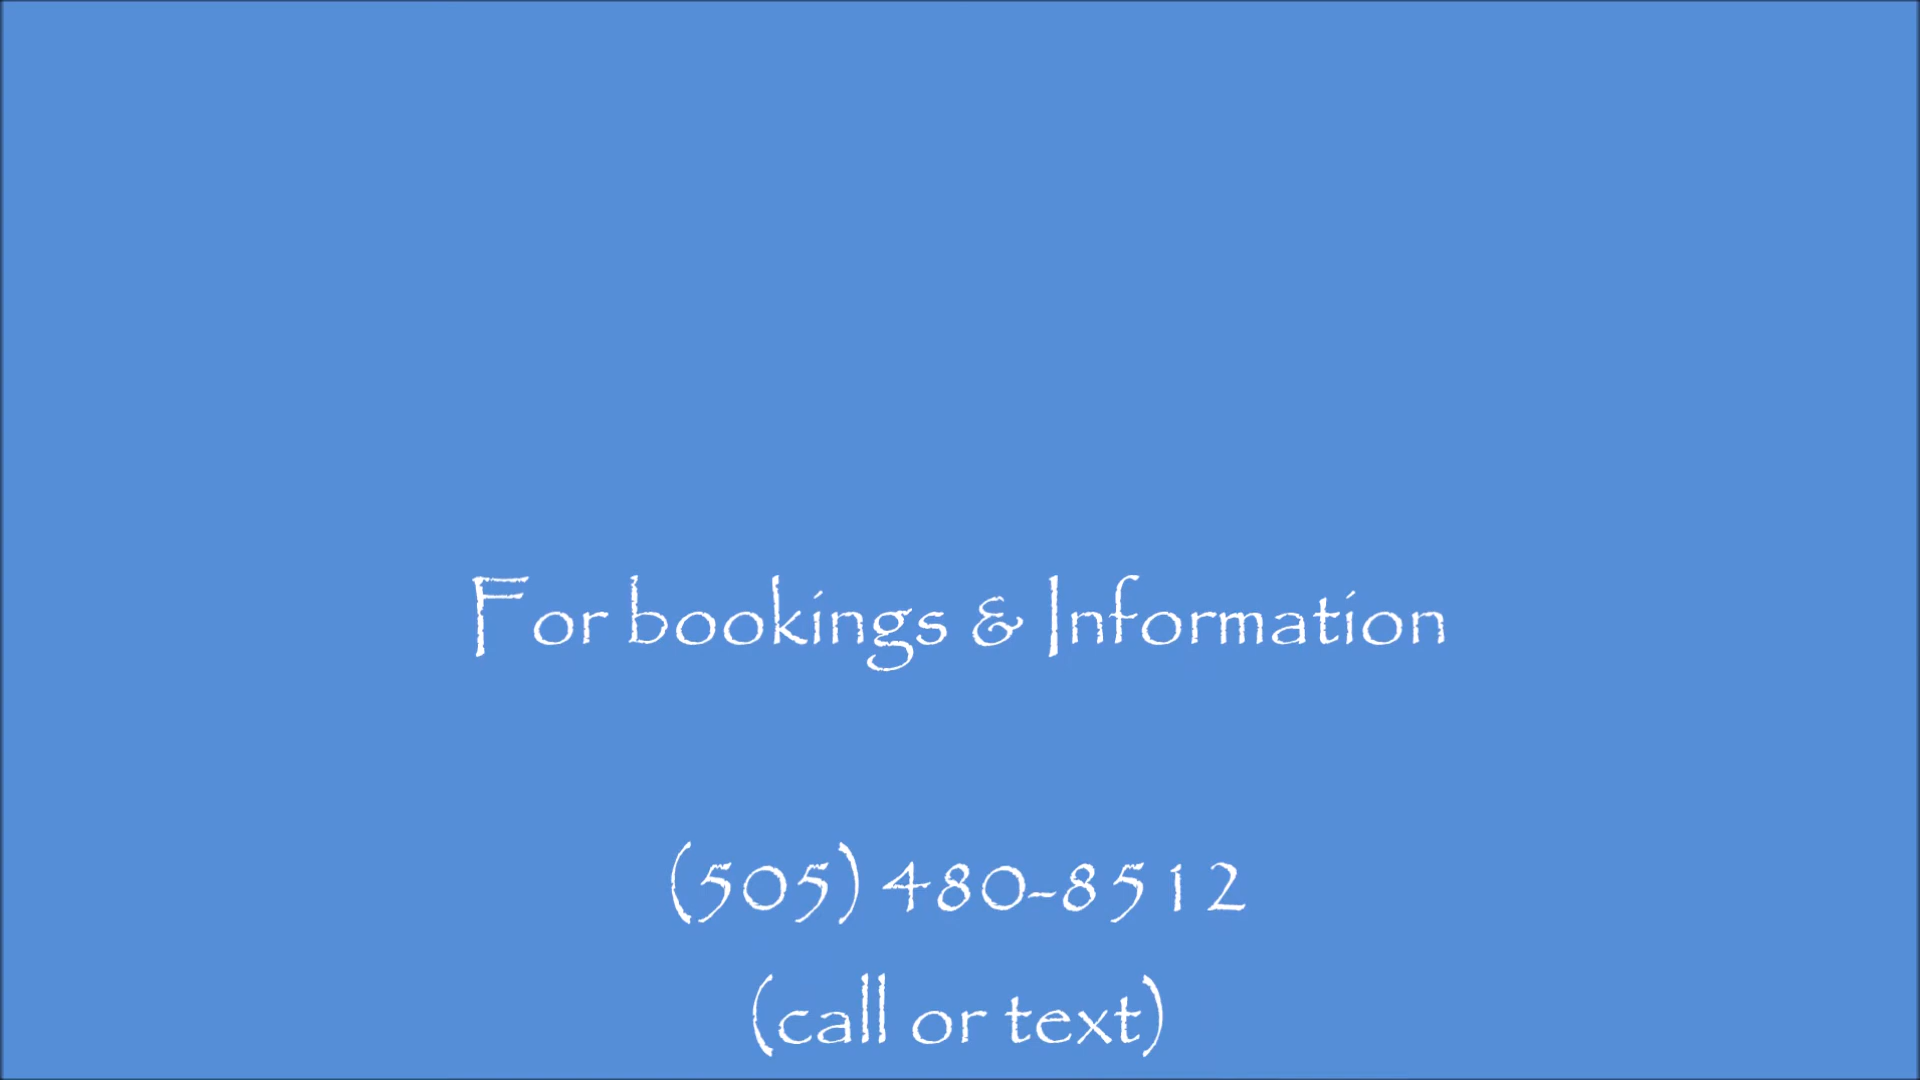 For bookings & Information
(505) 480-8512
(call or text)